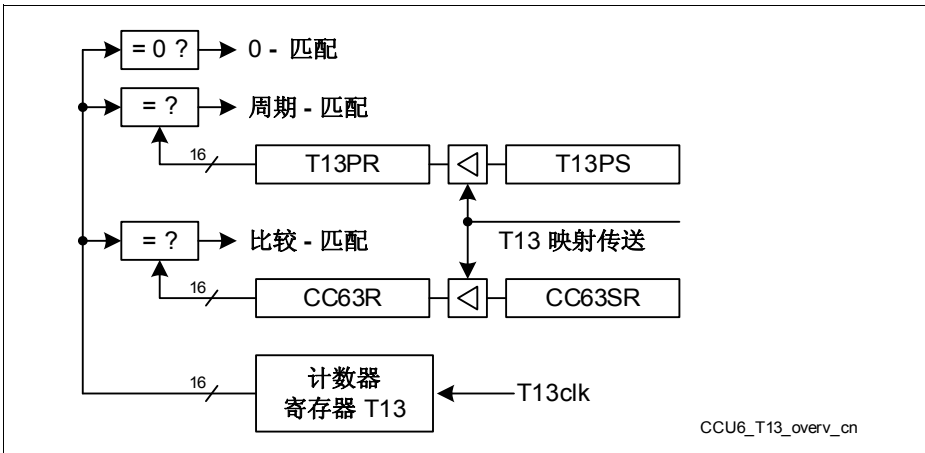 = 0 ?
0 - 匹配
= ?
周期 - 匹配
16
T13PR
T13PS
T13 映射传送
= ?
比较 - 匹配
16
CC63R
CC63SR
16
计数器
寄存器 T13
T13clk
CCU6_T13_overv_cn